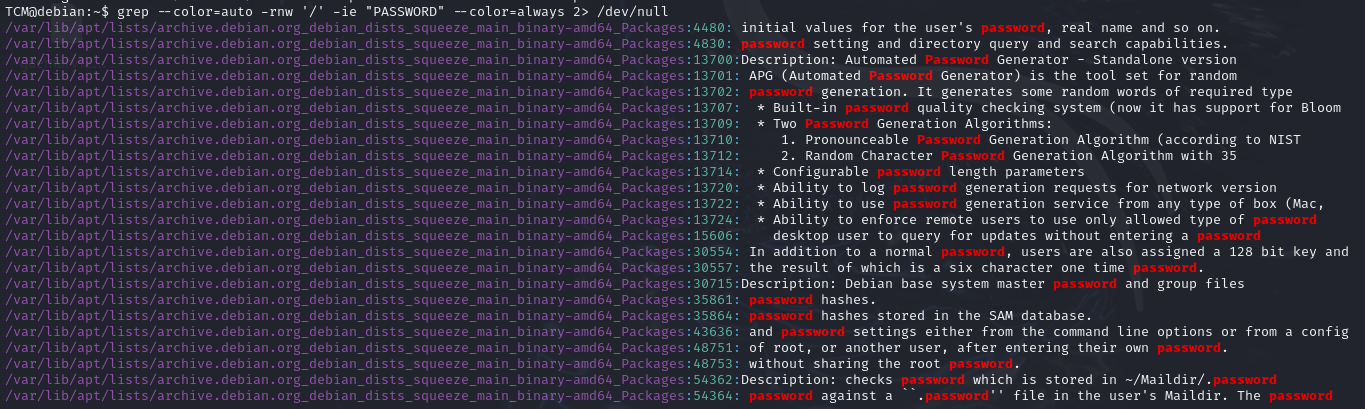 TCM@debian:~$ grep --color=auto -rnw '/' -ie "PASSWORD" --color=always 2> /dev/null
/var/lib/apt/lists/archive.debian.org_debian_dists_squeeze_main_binary-amd64_Packages:4480: initial values for the user's password, real name and so on.
/var/lib/apt/lists/archive.debian.org_debian_dists_squeeze_main_binary-amd64_Packages:4830: password setting and directory query and search capabilities.
/var/lib/apt/lists/archive.debian.org_debian_dists_squeeze_main_binary-amd64_Packages:13700:Description: Automated Password Generator - Standalone version
/var/lib/apt/lists/archive.debian.org_debian_dists_squeeze_main_binary-amd64_Packages:13701: APG (Automated Password Generator) is the tool set for random
/var/lib/apt/lists/archive.debian.org_debian_dists_squeeze_main_binary-amd64_Packages:13702: password generation. It generates some random words of required type
/var/lib/apt/lists/archive.debian.org_debian_dists_squeeze_main_binary-amd64_Packages:13707:  * Built-in password quality checking system (now it has support for Bloom
/var/lib/apt/lists/archive.debian.org_debian_dists_squeeze_main_binary-amd64_Packages:13709:  * Two Password Generation Algorithms:
/var/lib/apt/lists/archive.debian.org_debian_dists_squeeze_main_binary-amd64_Packages:13710:     1. Pronounceable Password Generation Algorithm (according to NIST
/var/lib/apt/lists/archive.debian.org_debian_dists_squeeze_main_binary-amd64_Packages:13712:     2. Random Character Password Generation Algorithm with 35
/var/lib/apt/lists/archive.debian.org_debian_dists_squeeze_main_binary-amd64_Packages:13714:  * Configurable password length parameters
/var/lib/apt/lists/archive.debian.org_debian_dists_squeeze_main_binary-amd64_Packages:13720:  * Ability to log password generation requests for network version
/var/lib/apt/lists/archive.debian.org_debian_dists_squeeze_main_binary-amd64_Packages:13722:  * Ability to use password generation service from any type of box (Mac,
/var/lib/apt/lists/archive.debian.org_debian_dists_squeeze_main_binary-amd64_Packages:13724:  * Ability to enforce remote users to use only allowed type of password
/var/lib/apt/lists/archive.debian.org_debian_dists_squeeze_main_binary-amd64_Packages:15606:    desktop user to query for updates without entering a password
/var/lib/apt/lists/archive.debian.org_debian_dists_squeeze_main_binary-amd64_Packages:30554: In addition to a normal password, users are also assigned a 128 bit key and
/var/lib/apt/lists/archive.debian.org_debian_dists_squeeze_main_binary-amd64_Packages:30557: the result of which is a six character one time password.
/var/lib/apt/lists/archive.debian.org_debian_dists_squeeze_main_binary-amd64_Packages:30715:Description: Debian base system master password and group files
/var/lib/apt/lists/archive.debian.org_debian_dists_squeeze_main_binary-amd64_Packages:35861: password hashes.
/var/lib/apt/lists/archive.debian.org_debian_dists_squeeze_main_binary-amd64_Packages:35864: password hashes stored in the SAM database.
/var/lib/apt/lists/archive.debian.org_debian_dists_squeeze_main_binary-amd64_Packages:43636: and password settings either from the command line options or from a config
/var/lib/apt/lists/archive.debian.org_debian_dists_squeeze_main_binary-amd64_Packages:48751: of root, or another user, after entering their own password.
/var/lib/apt/lists/archive.debian.org_debian_dists_squeeze_main_binary-amd64_Packages:48753: without sharing the root password.
/var/lib/apt/lists/archive.debian.org_debian_dists_squeeze_main_binary-amd64_Packages:54362:Description: checks password which is stored in ~/Maildir/.password
/var/lib/apt/lists/archive.debian.org_debian_dists_squeeze_main_binary-amd64_Packages:54364: password against a ``.password'' file in the user's Maildir. The password